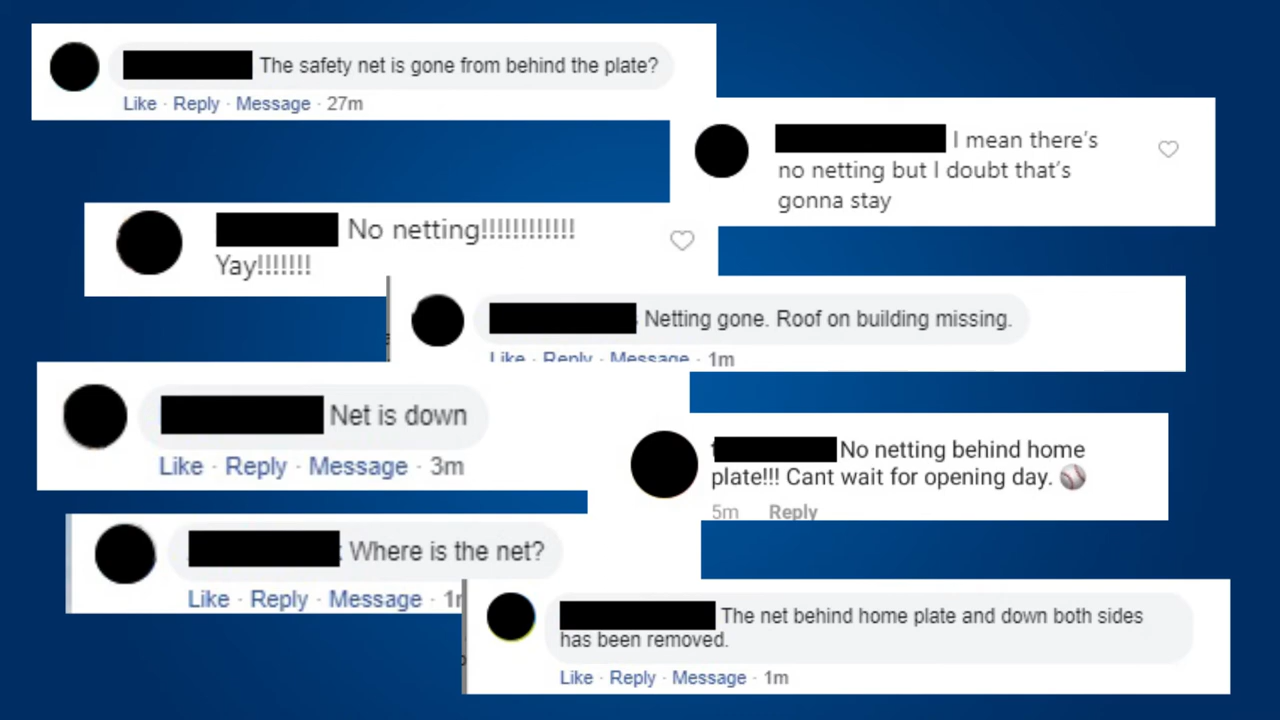 The safety net is gone from behind the plate?
Like · Reply · Message · 27m
I mean there's
no netting but I doubt that's
gonna stay
No netting!!!!!!!!!!!!
Yay!!!!!!!
Netting gone. Roof on building missing.
Like · Reply · Message · 1m
Net is down
Like · Reply · Message · 3m
No netting behind home
plate!!! Cant wait for opening day. ⚾
5m Reply
Where is the net?
Like · Reply · Message
The net behind home plate and down both sides
has been removed.
Like · Reply · Message · 1m